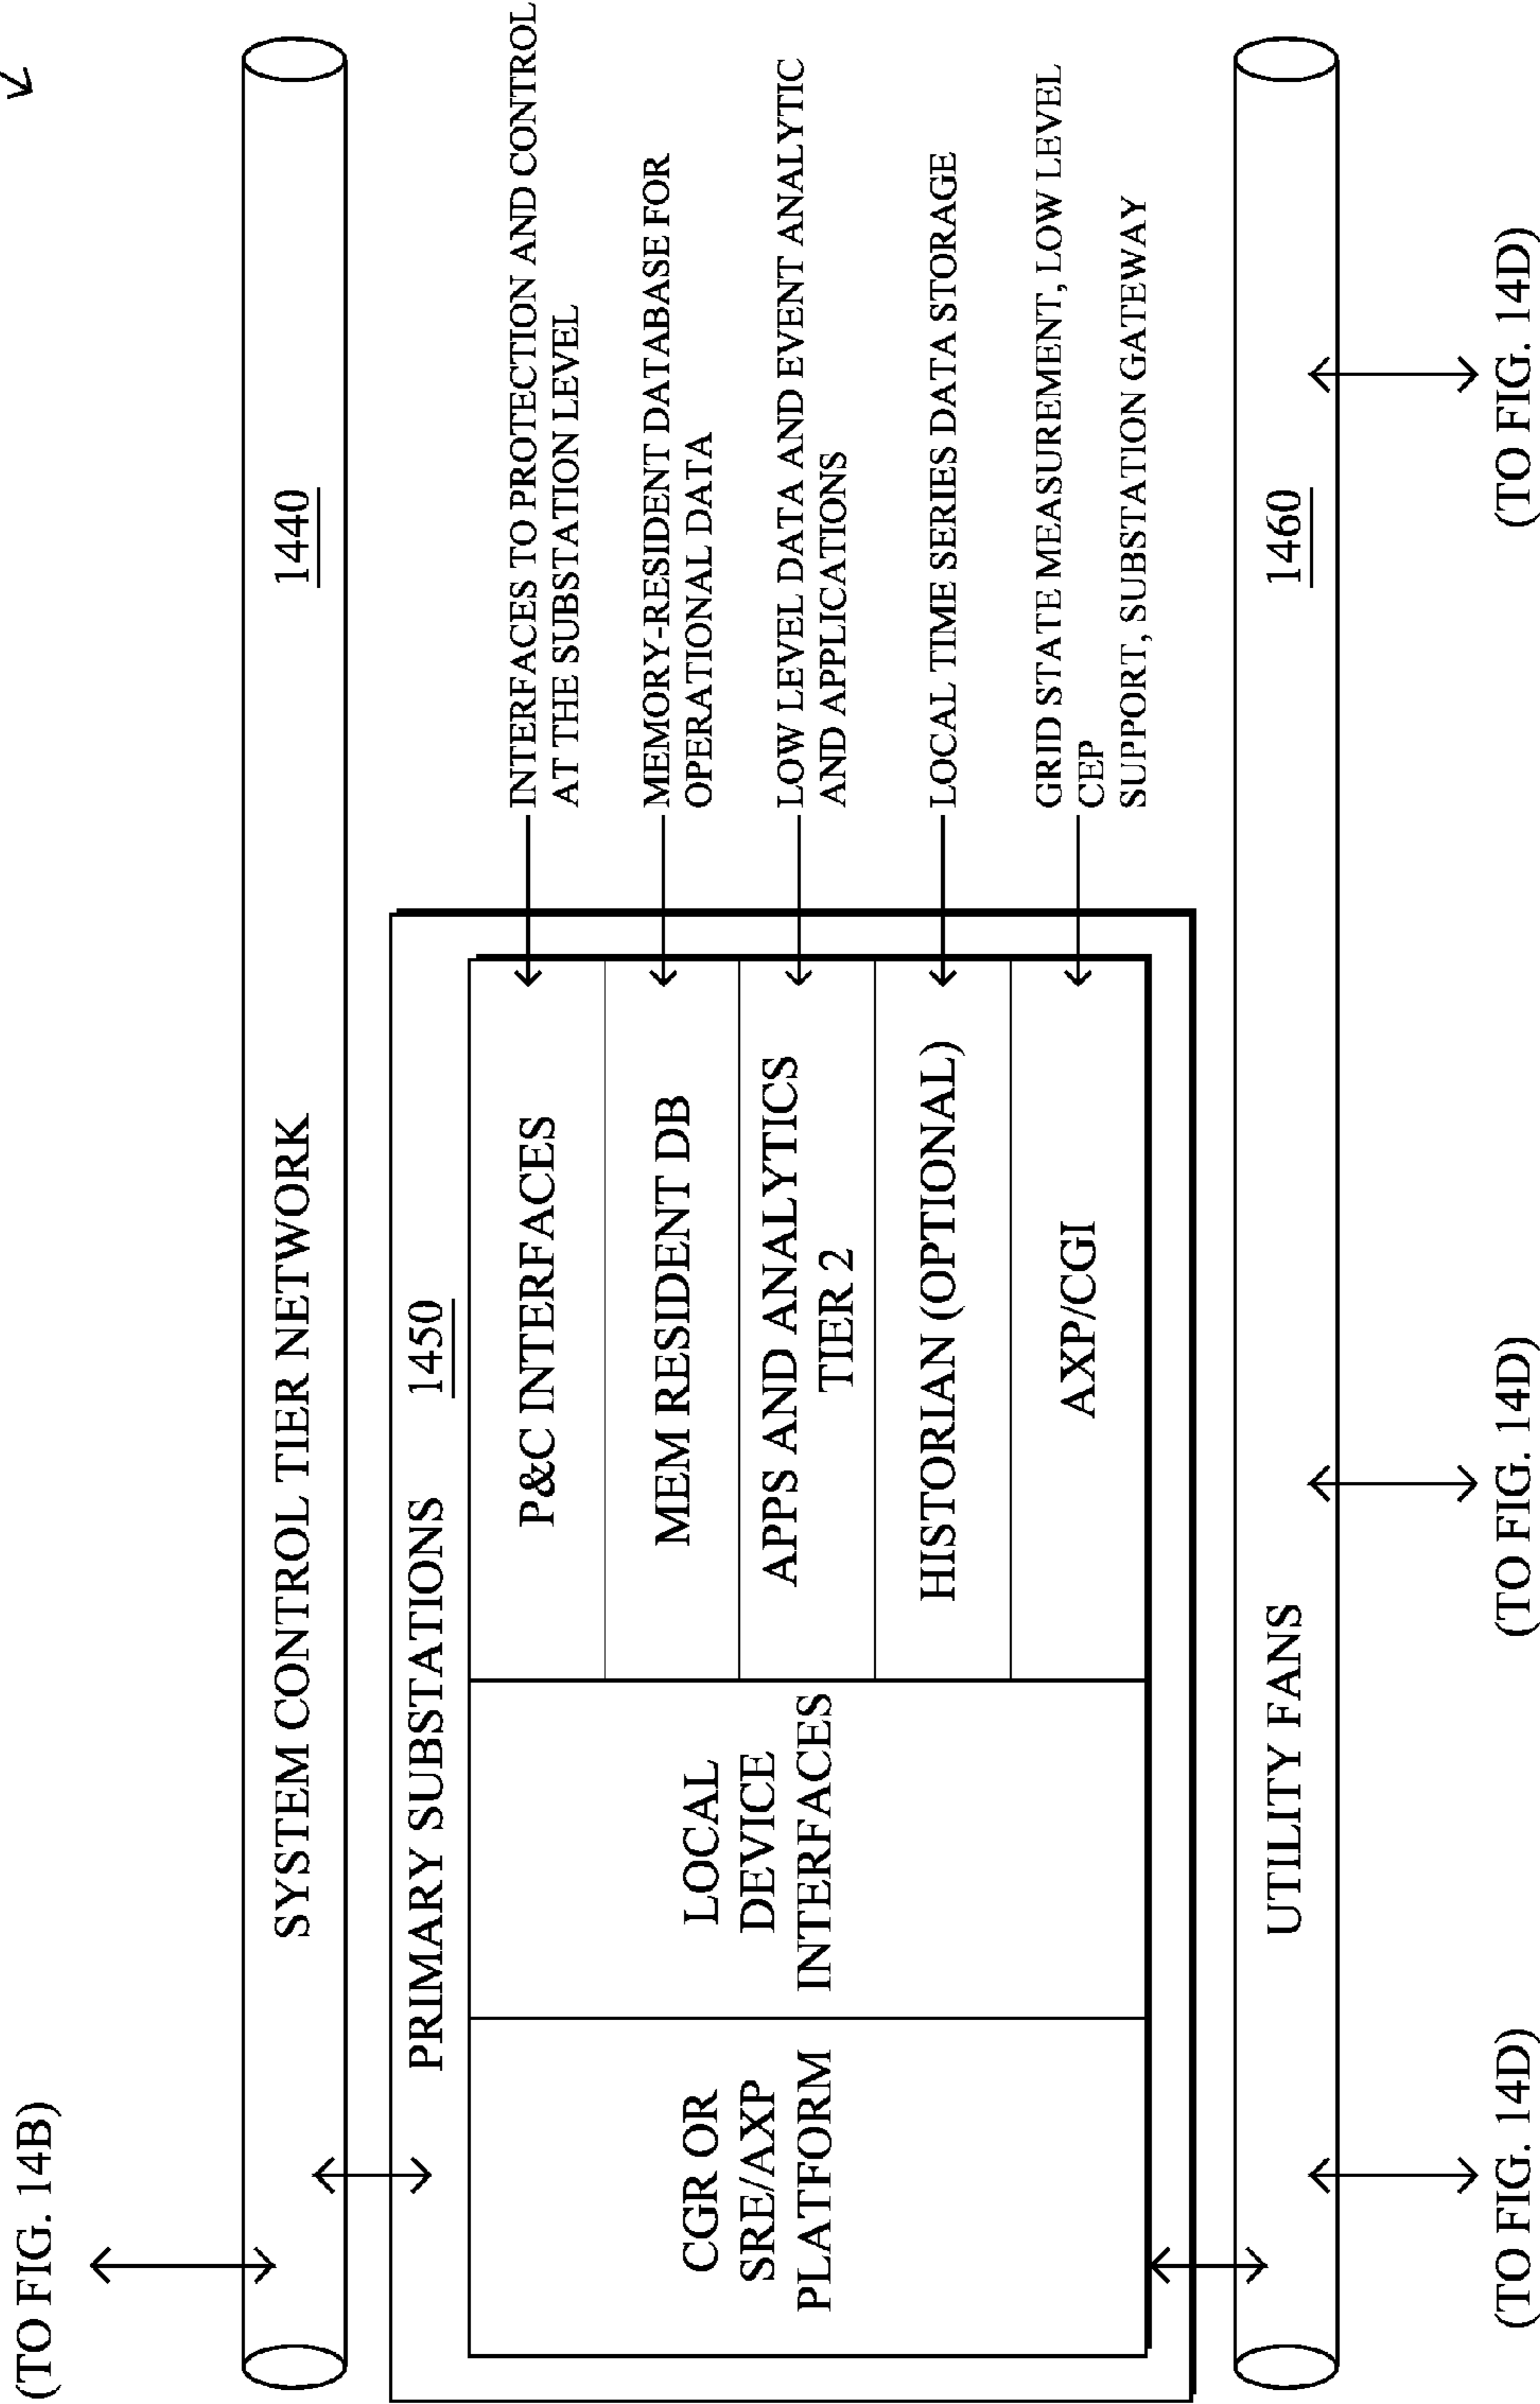 (TO FIG. 14B)
SYSTEM CONTROL TIER NETWORK
1440
PRIMARY SUBSTATIONS
1450
CGR OR
SRE/AXP
PLATFORM
LOCAL
DEVICE
INTERFACES
P&C INTERFACES
MEM RESIDENT DB
APPS AND ANALYTICS
TIER 2
HISTORIAN (OPTIONAL)
AXP/CGI
INTERFACES TO PROTECTION AND CONTROL
AT THE SUBSTATION LEVEL
MEMORY-RESIDENT DATABASE FOR
OPERATIONAL DATA
LOW LEVEL DATA AND EVENT ANALYTIC
AND APPLICATIONS
LOCAL TIME SERIES DATA STORAGE
GRID STATE MEASUREMENT, LOW LEVEL
CEP
SUPPORT, SUBSTATION GATEWAY
UTILITY FANS
1460
(TO FIG. 14D)
(TO FIG. 14D)
(TO FIG. 14D)